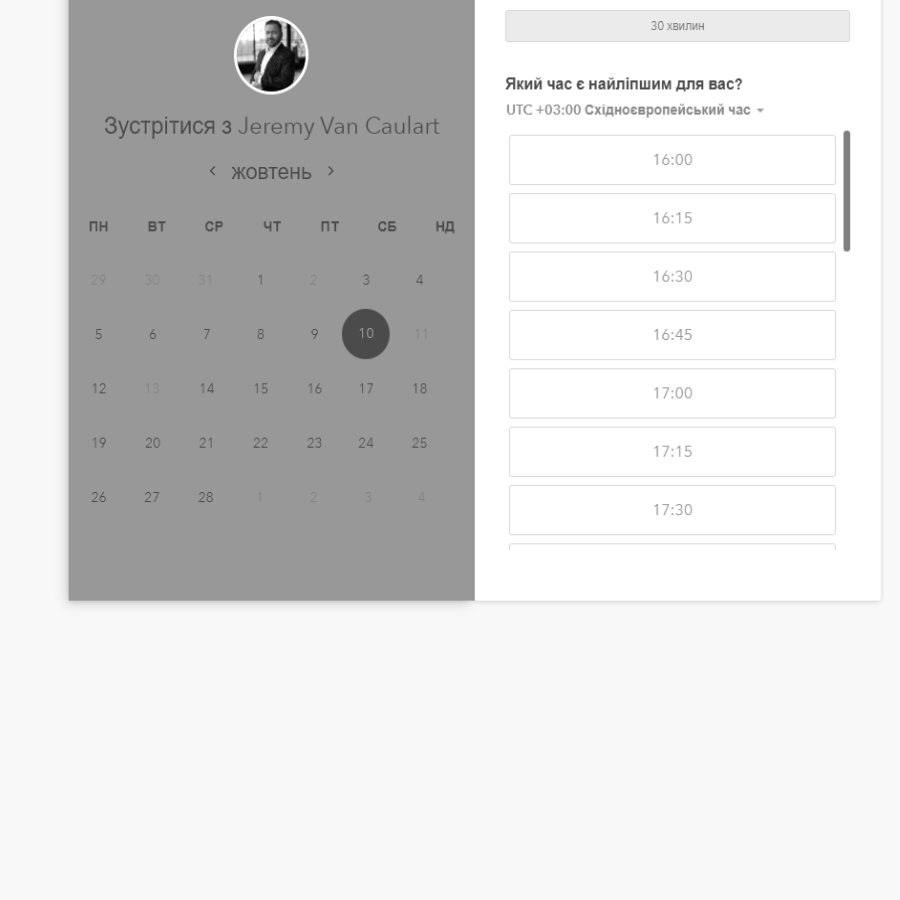 Зустрітися з Jeremy Van Caulart
жовтень
ПН ВТ СР ЧТ ПТ СБ НД
29 30 31 1 2 3 4
5 6 7 8 9 10 11
12 13 14 15 16 17 18
19 20 21 22 23 24 25
26 27 28 1 2 3 4
30 хвилин
Який час є найліпшим для вас?
UTC +03:00 Східноєвропейський час
16:00
16:15
16:30
16:45
17:00
17:15
17:30